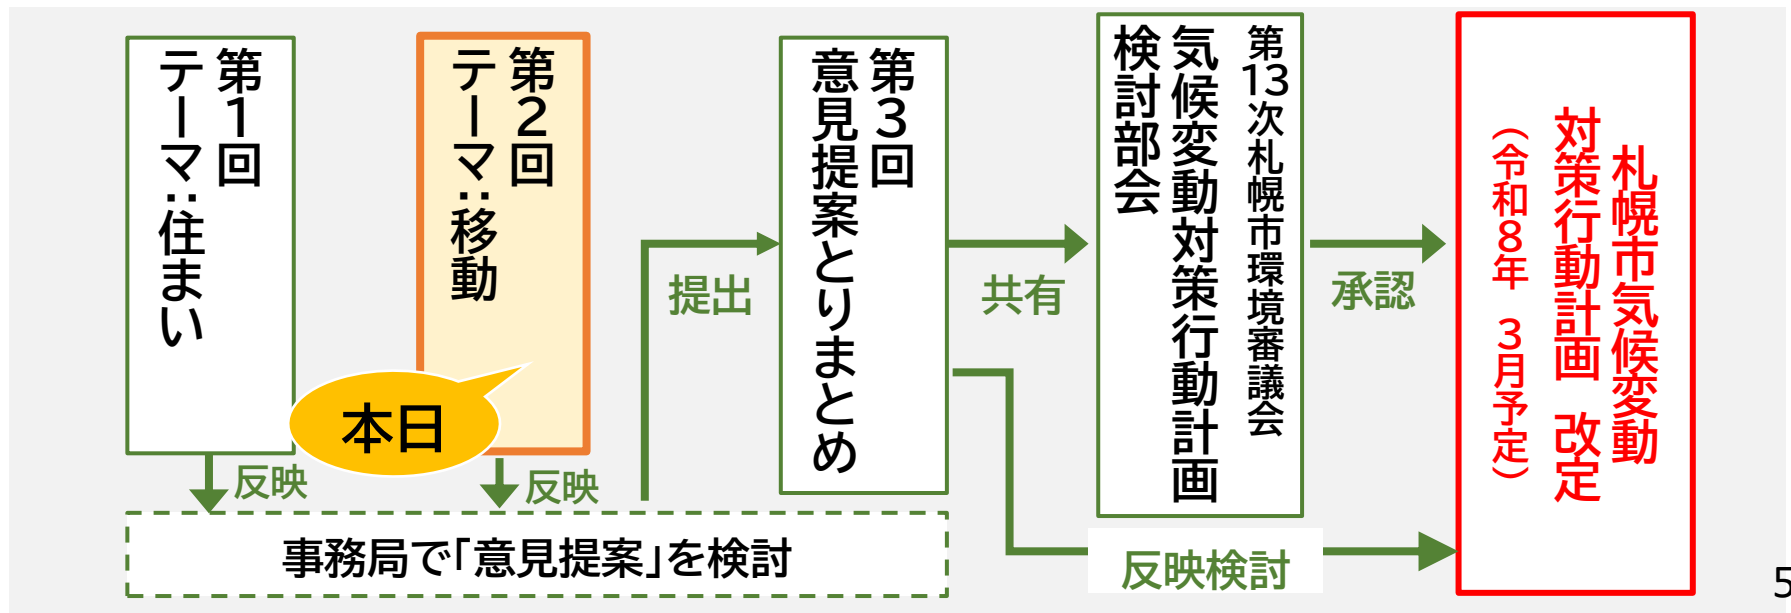 第1回
テーマ：住まい
第2回
テーマ：移動
本日
反映
反映
事務局で「意見提案」を検討
提出
第3回
意見提案とりまとめ
共有
第13次札幌市環境審議会
気候変動対策行動計画
検討部会
承認
反映検討
札幌市気候変動
対策行動計画 改定
（令和8年 3月予定）
5